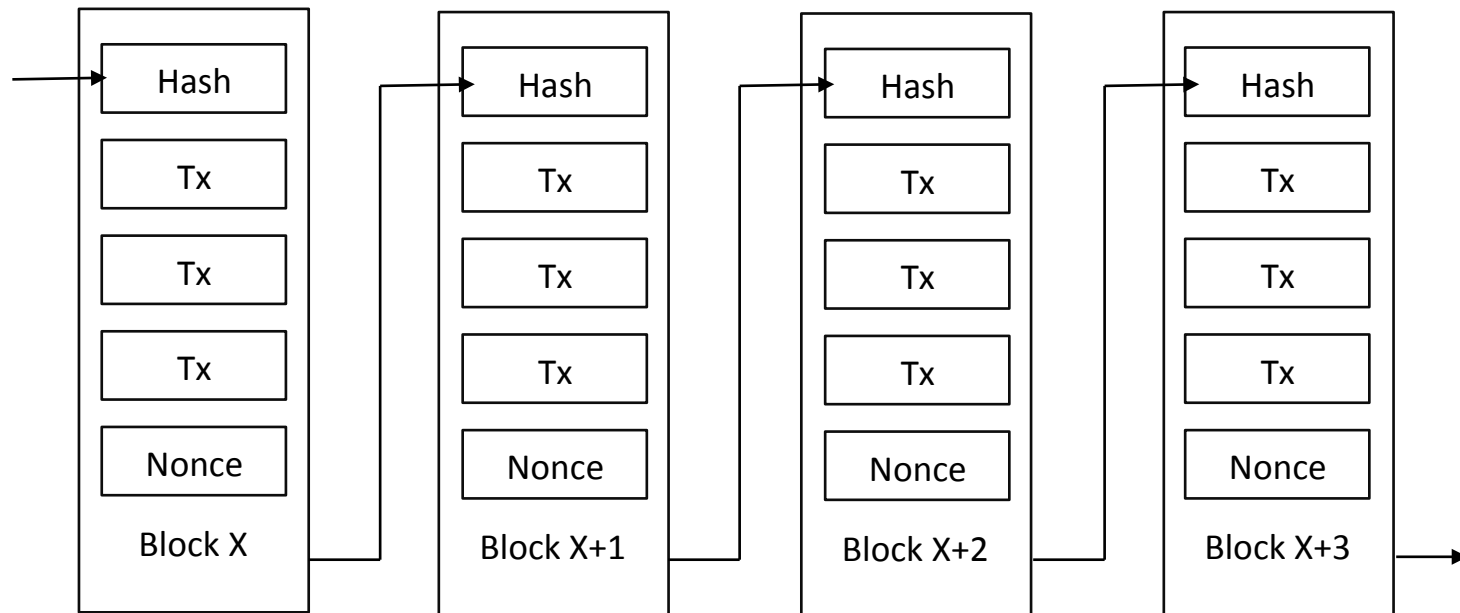 Hash
Tx
Tx
Tx
Nonce
Block X
Hash
Tx
Tx
Tx
Nonce
Block X+1
Hash
Tx
Tx
Tx
Nonce
Block X+2
Hash
Tx
Tx
Tx
Nonce
Block X+3